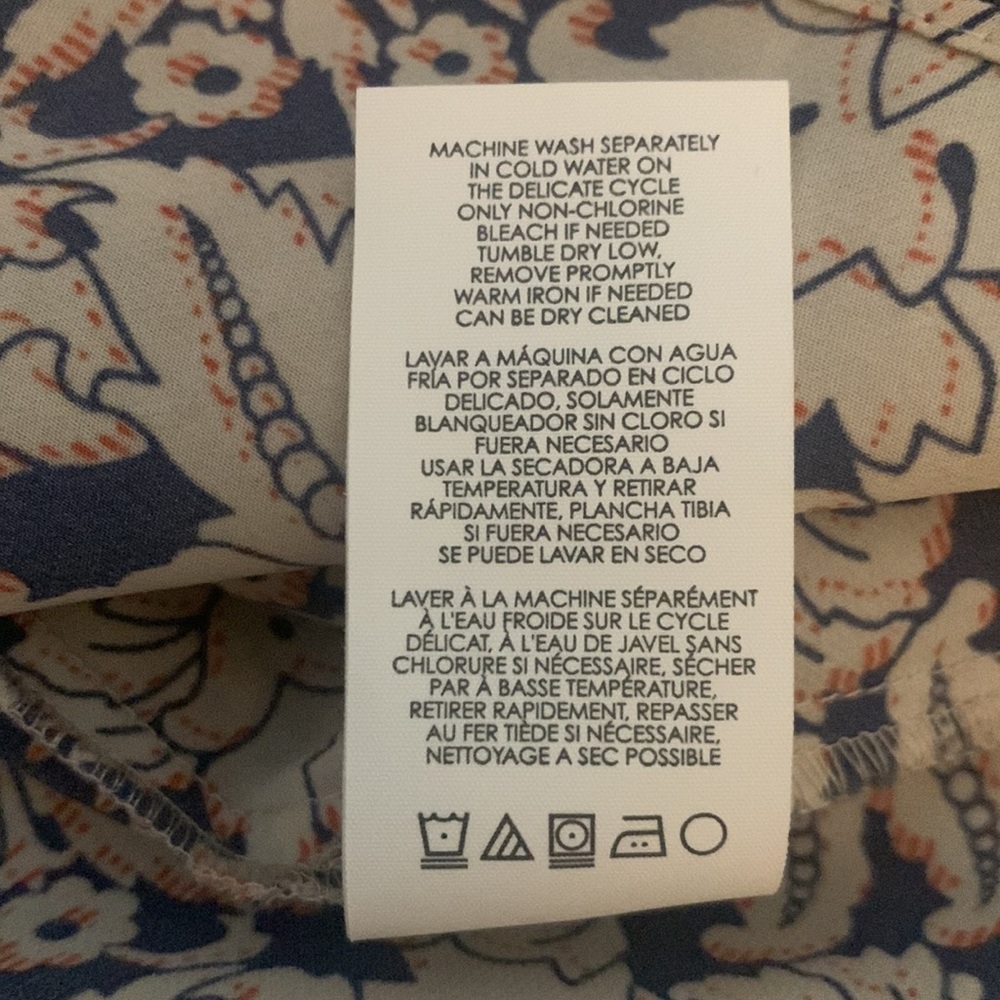 MACHINE WASH SEPARATELY
IN COLD WATER ON
THE DELICATE CYCLE
ONLY NON-CHLORINE
BLEACH IF NEEDED
TUMBLE DRY LOW,
REMOVE PROMPTLY
WARM IRON IF NEEDED
CAN BE DRY CLEANED
LAVAR A MÁQUINA CON AGUA
FRÍA POR SEPARADO EN CICLO
DELICADO, SOLAMENTE
BLANQUEADOR SIN CLORO SI
FUERA NECESARIO
USAR LA SECADORA A BAJA
TEMPERATURA Y RETIRAR
RÁPIDAMENTE, PLANCHA TIBIA
SI FUERA NECESARIO
SE PUEDE LAVAR EN SECO
LAVER À LA MACHINE SÉPARÉMENT
À L'EAU FROIDE SUR LE CYCLE
DÉLICAT, À L'EAU DE JAVEL SANS
CHLORURE SI NÉCESSAIRE, SÉCHER
PAR À BASSE TEMPÉRATURE,
RETIRER RAPIDEMENT, REPASSER
AU FER TIÈDE SI NÉCESSAIRE,
NETTOYAGE A SEC POSSIBLE